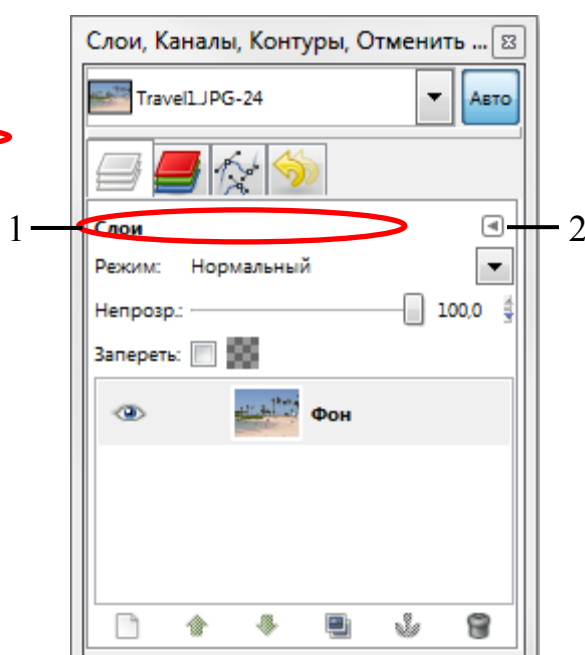 Слои, Каналы, Контуры, Отменить ...
Travel1.JPG-24
Авто
1
Слои
2
Режим: Нормальный
Непрозр.: 100,0
Запереть:
Фон